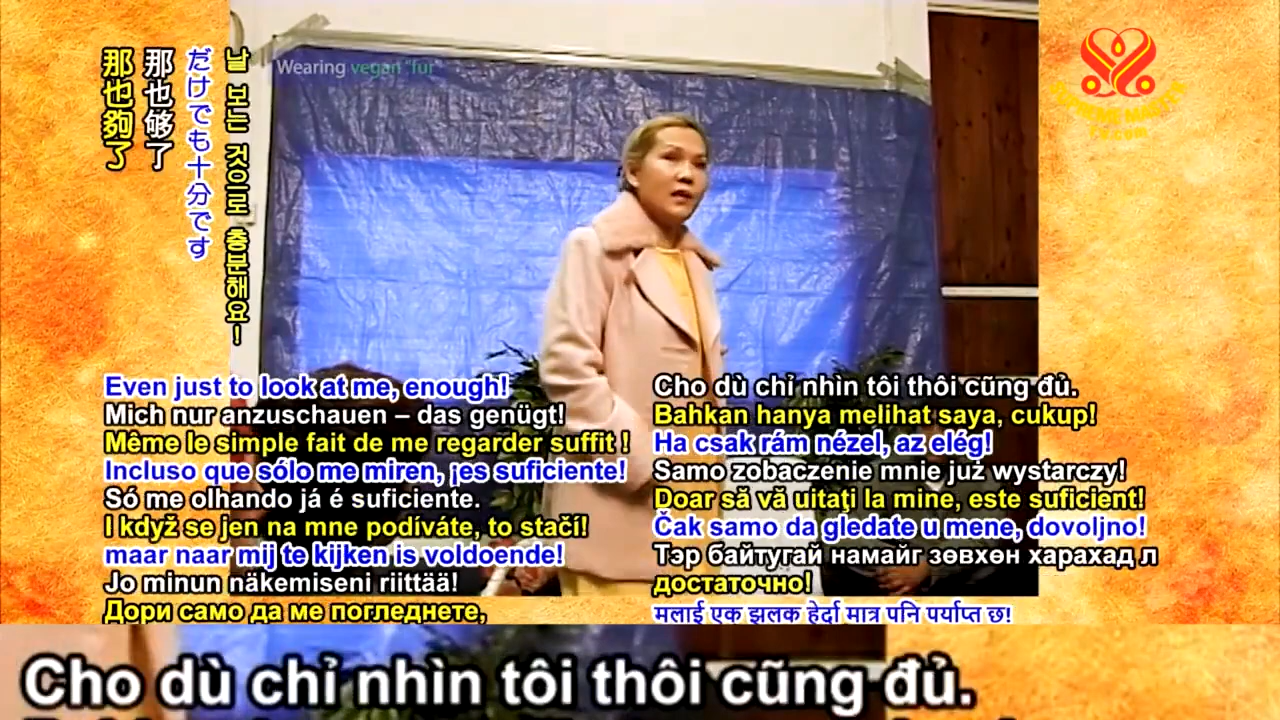 Wearing vegan "fur"
SUPREME MASTER
TV.com
날 보는 것으로 충분해요!
だけでも十分です
那也够了
那也夠了
Even just to look at me, enough!
Mich nur anzuschauen – das genügt!
Même le simple fait de me regarder suffit !
Incluso que sólo me miren, ¡es suficiente!
Só me olhando já é suficiente.
I když se jen na mne podíváte, to stačí!
maar naar mij te kijken is voldoende!
Jo minun näkemiseni riittää!
Дори само да ме погледнете,
Cho dù chỉ nhìn tôi thôi cũng đủ.
Bahkan hanya melihat saya, cukup!
Ha csak rám nézel, az elég!
Samo zobaczenie mnie już wystarczy!
Doar să vă uitaţi la mine, este suficient!
Čak samo da gledate u mene, dovoljno!
Тэр байтугай намайг зөвхөн харахад л
достаточно!
मलाई एक झलक हेर्दा मात्र पनि पर्याप्त छ!
Cho dù chỉ nhìn tôi thôi cũng đủ.